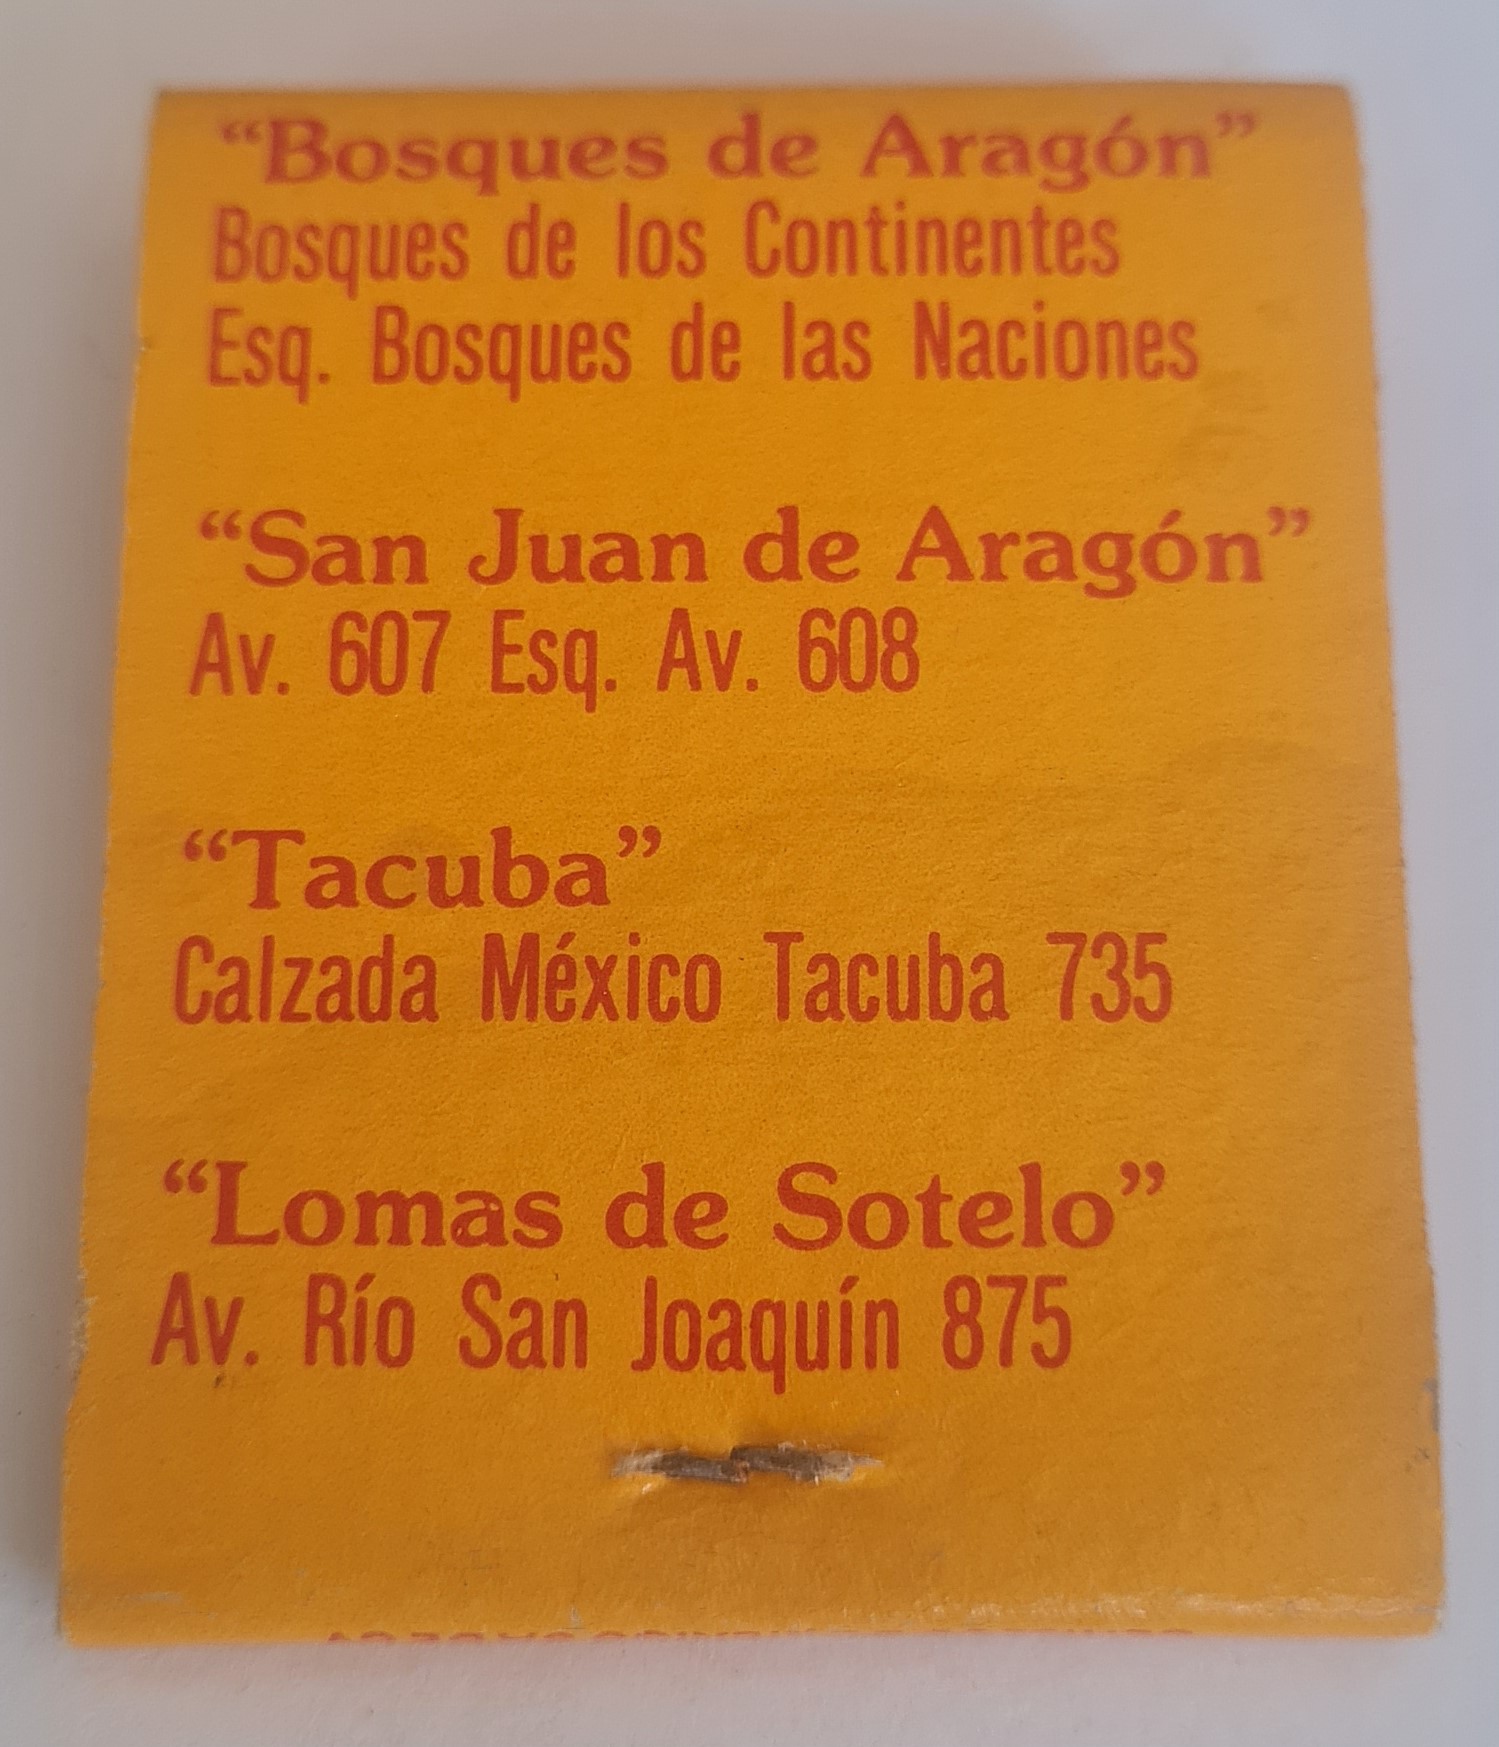 “Bosques de Aragón”
Bosques de los Continentes
Esq. Bosques de las Naciones
“San Juan de Aragón”
Av. 607 Esq. Av. 608
“Tacuba”
Calzada México Tacuba 735
“Lomas de Sotelo”
Av. Río San Joaquín 875